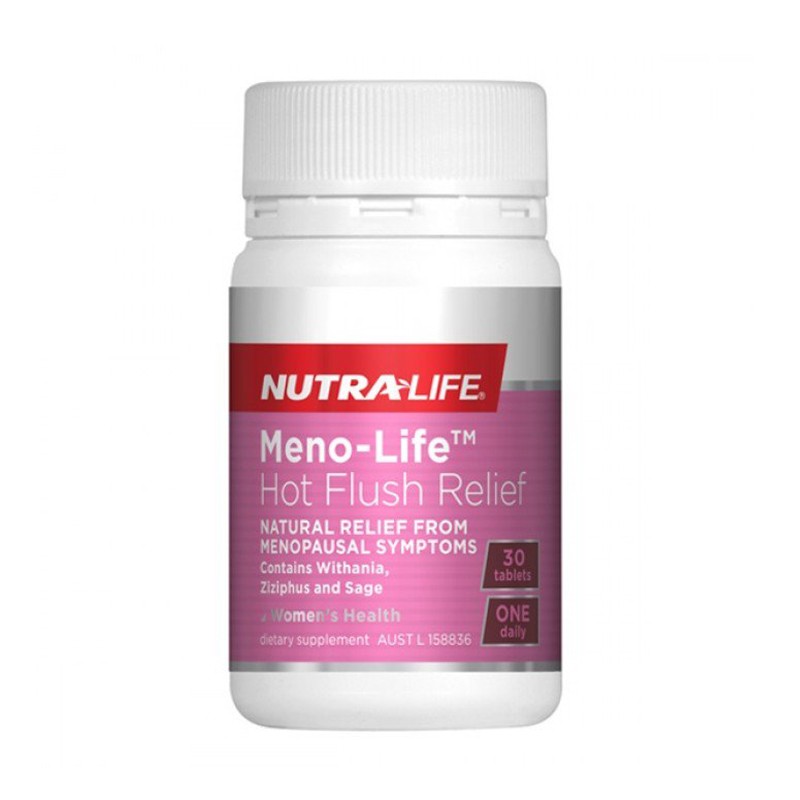 NUTRA-LIFE®
Meno-Life™
Hot Flush Relief
NATURAL RELIEF FROM
MENOPAUSAL SYMPTOMS
Contains Withania,
Ziziphus and Sage
30
tablets
Women's Health
ONE
daily
dietary supplement AUST L 158836